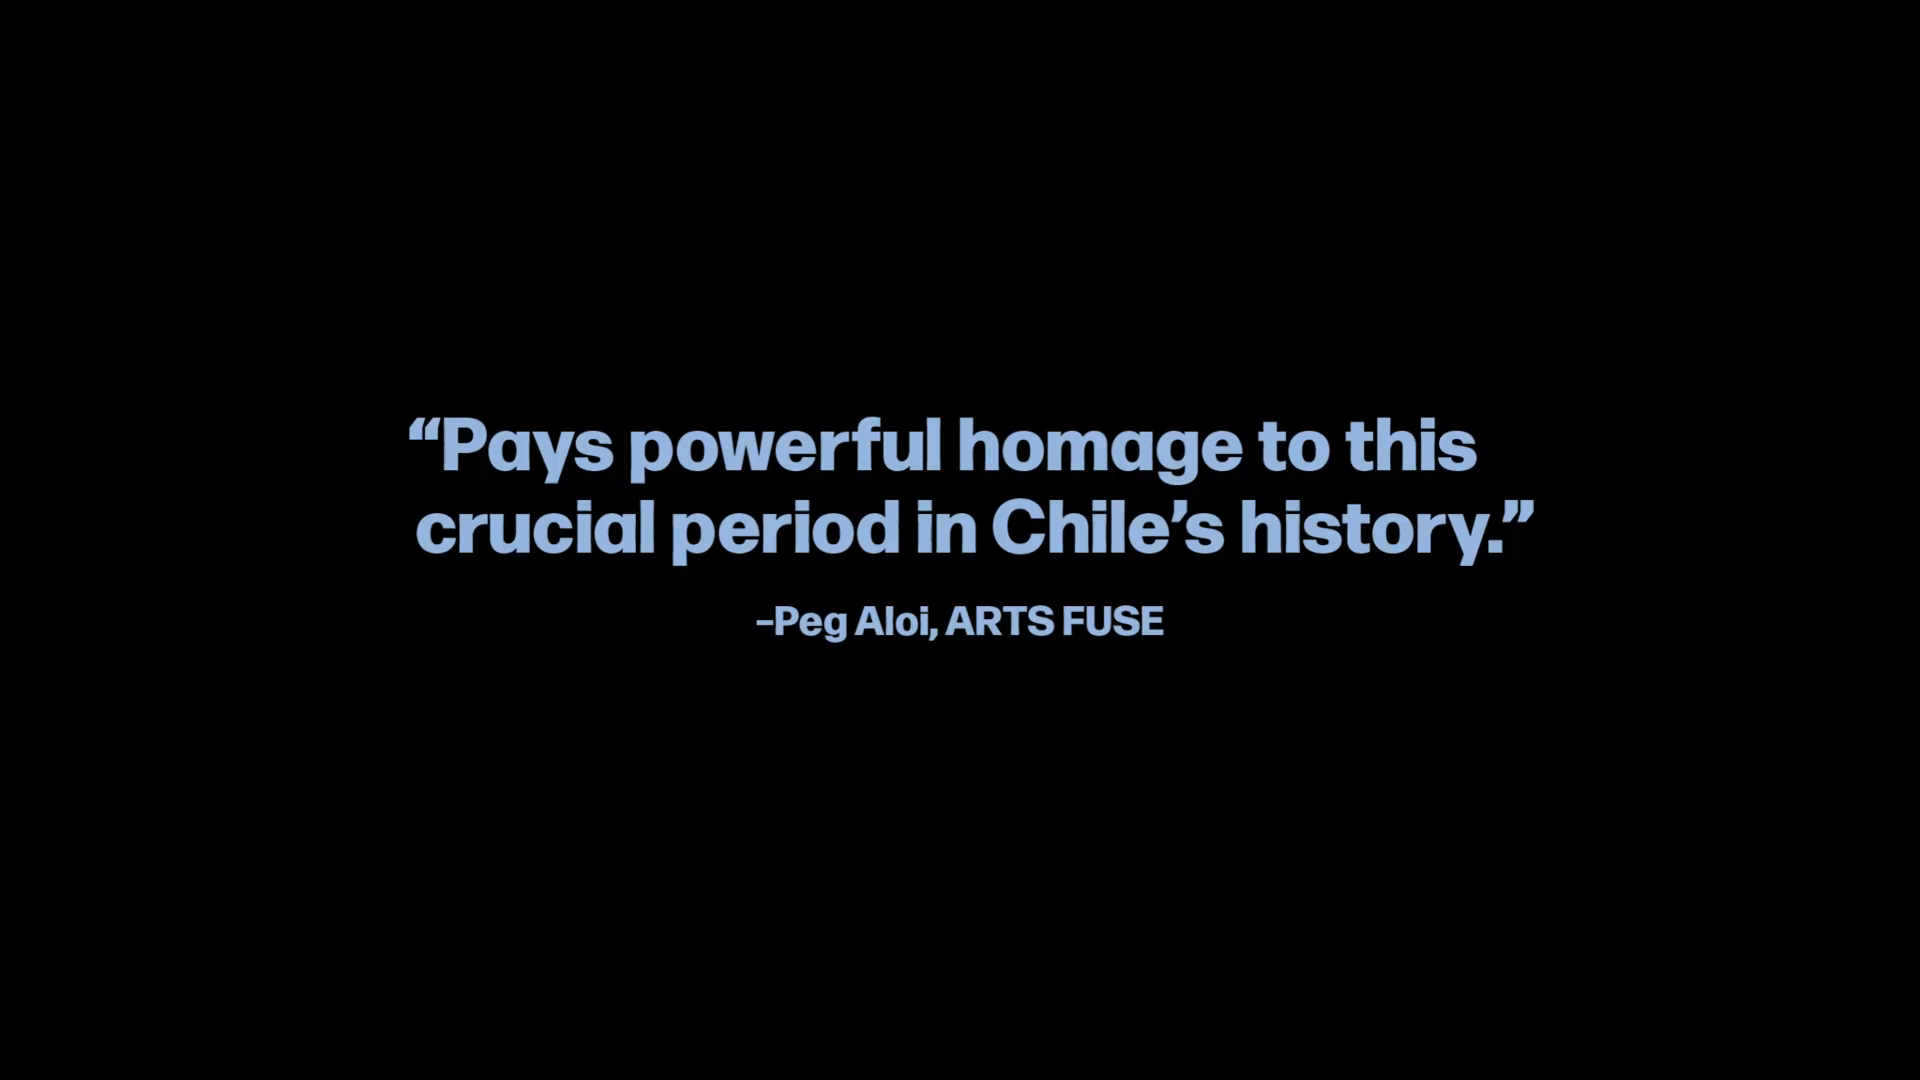 “Pays powerful homage to this
crucial period in Chile’s history.”
–Peg Aloi, ARTS FUSE